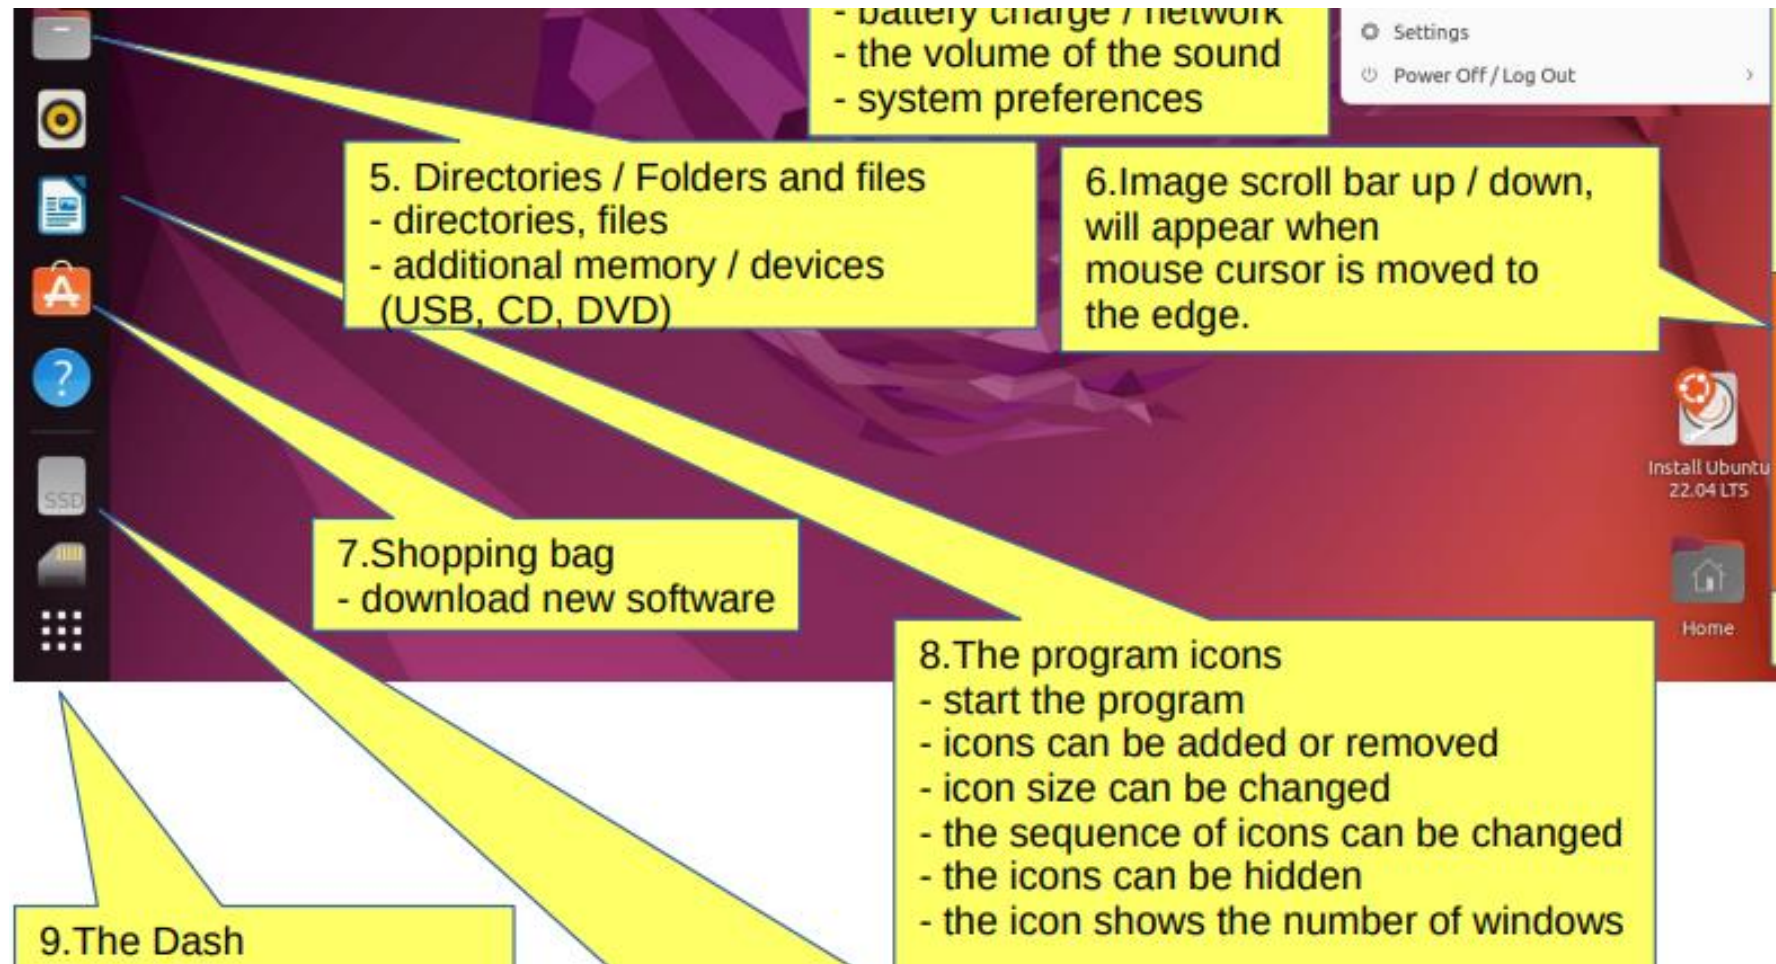 - battery charge / network
- the volume of the sound
- system preferences
Settings
Power Off / Log Out
5. Directories / Folders and files
- directories, files
- additional memory / devices
(USB, CD, DVD)
6.Image scroll bar up / down,
will appear when
mouse cursor is moved to
the edge.
?
SSD
Install Ubuntu
22.04 LTS
7.Shopping bag
- download new software
Home
8.The program icons
- start the program
- icons can be added or removed
- icon size can be changed
- the sequence of icons can be changed
- the icons can be hidden
- the icon shows the number of windows
9.The Dash